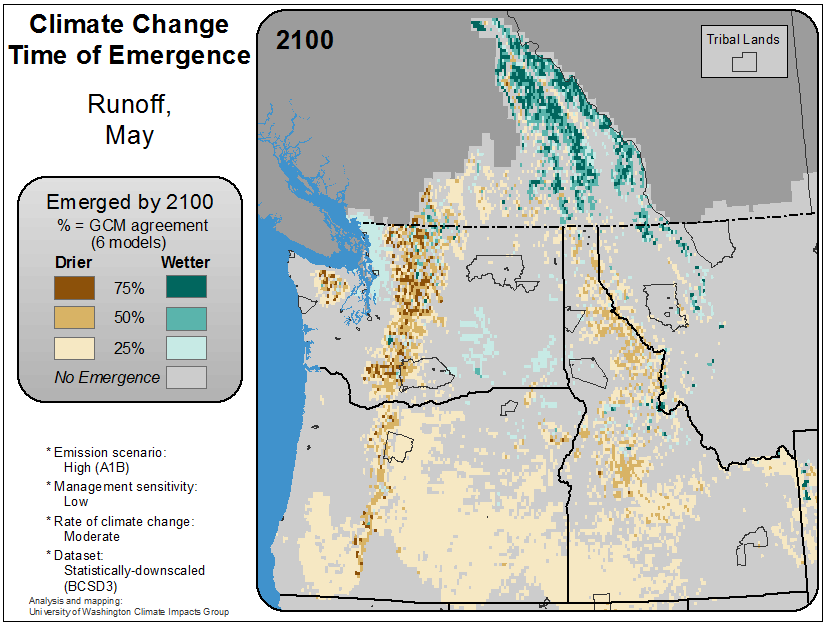 Climate Change
Time of Emergence
Runoff,
May
Emerged by 2100
% = GCM agreement
(6 models)
Drier Wetter
75%
50%
25%
No Emergence
* Emission scenario:
High (A1B)
* Management sensitivity:
Low
* Rate of climate change:
Moderate
* Dataset:
Statistically-downscaled
(BCSD3)
Analysis and mapping:
University of Washington Climate Impacts Group
2100
Tribal Lands